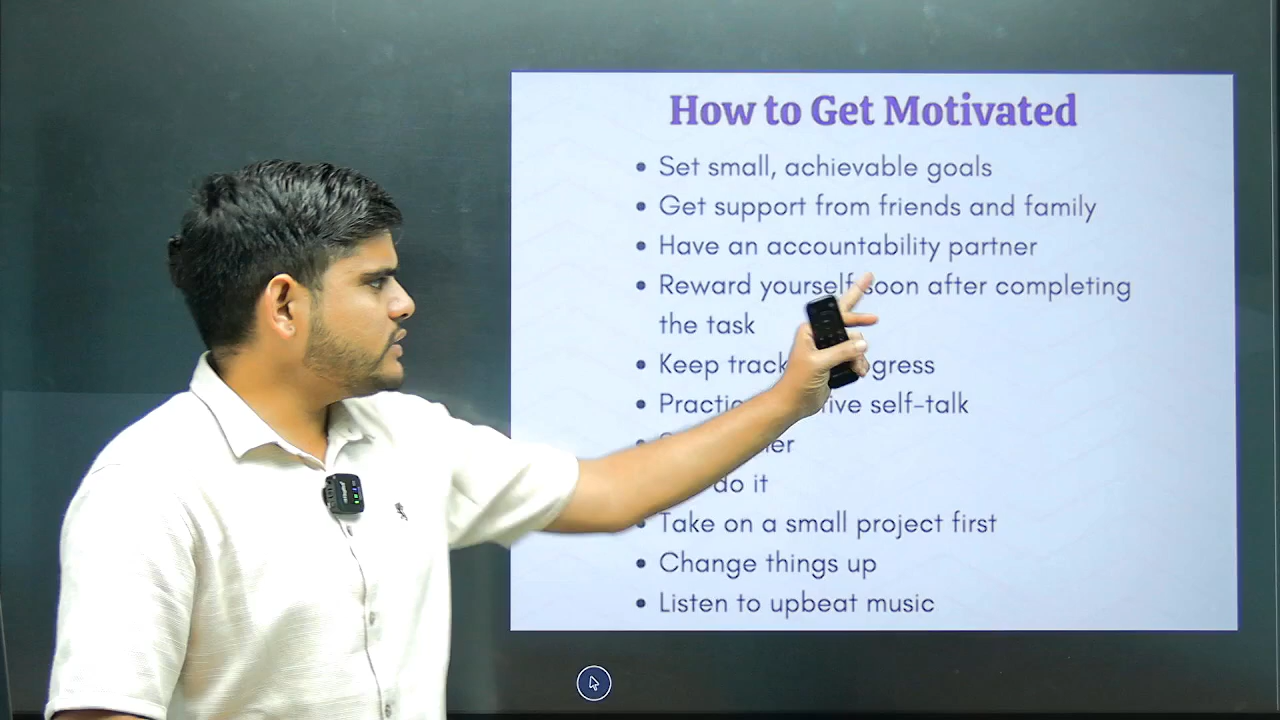 How to Get Motivated
• Set small, achievable goals
• Get support from friends and family
• Have an accountability partner
• Reward yourself soon after completing
the task
• Keep track gress
• ive self-talk
• do it
• Take on a small project first
• Change things up
• Listen to upbeat music